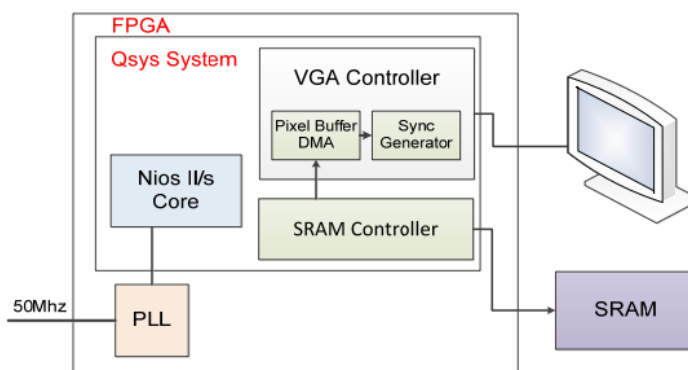 FPGA
Qsys System
VGA Controller
Pixel Buffer
DMA
Sync
Generator
Nios II/s
Core
SRAM Controller
50Mhz
PLL
SRAM